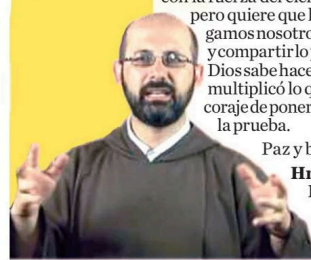 con la fuerza del cie
pero quiere que
gamos nosotro
y compartirlo
Dios sabe hace
multiplicó lo q
coraje de poner
la prueba.
Paz y b